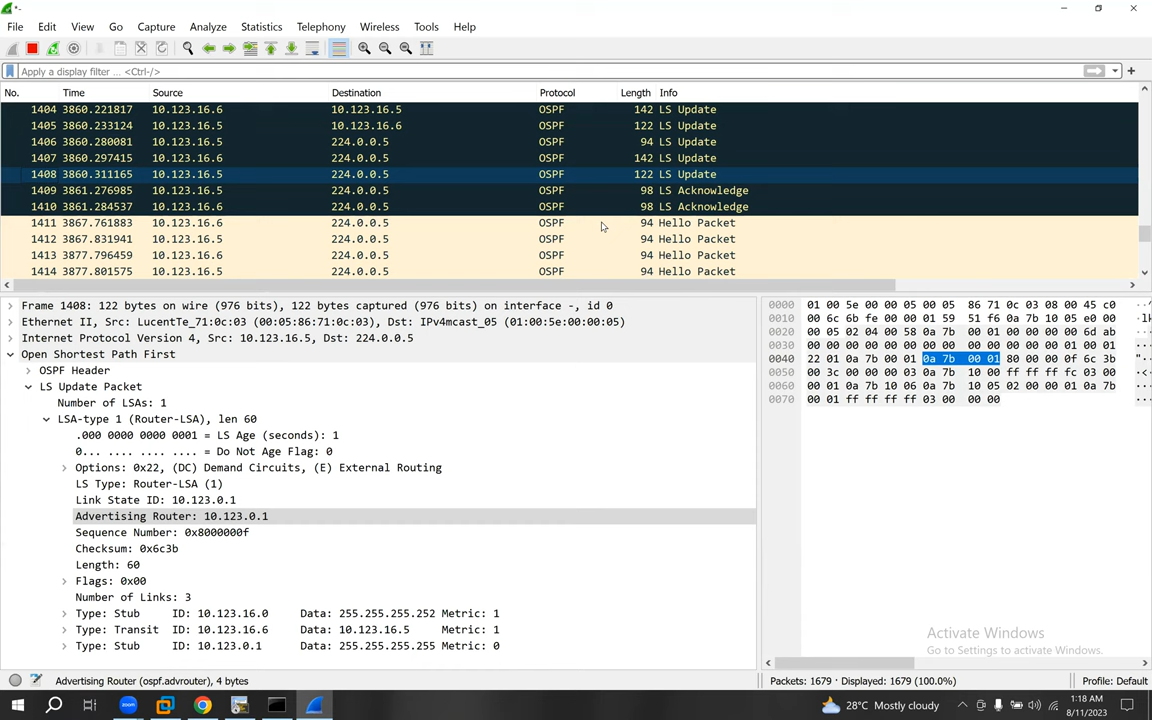 *-
File Edit View Go Capture Analyze Statistics Telephony Wireless Tools Help
Apply a display filter … <Ctrl-/>
No. Time Source Destination Protocol Length Info
1404 3860.221817 10.123.16.6 10.123.16.5 OSPF 142 LS Update
1405 3860.233124 10.123.16.5 10.123.16.6 OSPF 122 LS Update
1406 3860.280081 10.123.16.6 224.0.0.5 OSPF 94 LS Update
1407 3860.297415 10.123.16.6 224.0.0.5 OSPF 142 LS Update
1408 3860.311165 10.123.16.5 224.0.0.5 OSPF 122 LS Update
1409 3861.276985 10.123.16.5 224.0.0.5 OSPF 98 LS Acknowledge
1410 3861.284537 10.123.16.6 224.0.0.5 OSPF 98 LS Acknowledge
1411 3867.761883 10.123.16.6 224.0.0.5 OSPF 94 Hello Packet
1412 3867.831941 10.123.16.5 224.0.0.5 OSPF 94 Hello Packet
1413 3877.796459 10.123.16.6 224.0.0.5 OSPF 94 Hello Packet
1414 3877.801575 10.123.16.5 224.0.0.5 OSPF 94 Hello Packet
Frame 1408: 122 bytes on wire (976 bits), 122 bytes captured (976 bits) on interface -, id 0
Ethernet II, Src: LucentTe_71:0c:03 (00:05:86:71:0c:03), Dst: IPv4mcast_05 (01:00:5e:00:00:05)
Internet Protocol Version 4, Src: 10.123.16.5, Dst: 224.0.0.5
Open Shortest Path First
OSPF Header
LS Update Packet
Number of LSAs: 1
LSA-type 1 (Router-LSA), len 60
.000 0000 0000 0001 = LS Age (seconds): 1
0... .... .... .... = Do Not Age Flag: 0
Options: 0x22, (DC) Demand Circuits, (E) External Routing
LS Type: Router-LSA (1)
Link State ID: 10.123.0.1
Advertising Router: 10.123.0.1
Sequence Number: 0x8000000f
Checksum: 0x6c3b
Length: 60
Flags: 0x00
Number of Links: 3
Type: Stub ID: 10.123.16.0 Data: 255.255.255.252 Metric: 1
Type: Transit ID: 10.123.16.6 Data: 10.123.16.5 Metric: 1
Type: Stub ID: 10.123.0.1 Data: 255.255.255.255 Metric: 0
0000 01 00 5e 00 00 05 00 05 86 71 0c 03 08 00 45 c0 ··^
0010 00 6c 6b fe 00 00 01 59 51 f6 0a 7b 10 05 e0 00 ·lk
0020 00 05 02 04 00 58 0a 7b 00 01 00 00 00 00 6d ab ···
0030 00 00 00 00 00 00 00 00 00 00 00 00 00 01 00 01 ···
0040 22 01 0a 7b 00 01 0a 7b 00 01 80 00 00 0f 6c 3b "··
0050 00 3c 00 00 00 03 0a 7b 10 00 ff ff ff fc 03 00 ·<·
0060 00 01 0a 7b 10 06 0a 7b 10 05 02 00 00 01 0a 7b ···
0070 00 01 ff ff ff ff 03 00 00 00 ···
Activate Windows
Go to Settings to activate Windows.
Advertising Router (ospf.advrouter), 4 bytes Packets: 1679 · Displayed: 1679 (100.0%) Profile: Default
28°C Mostly cloudy
1:18 AM
8/11/2023